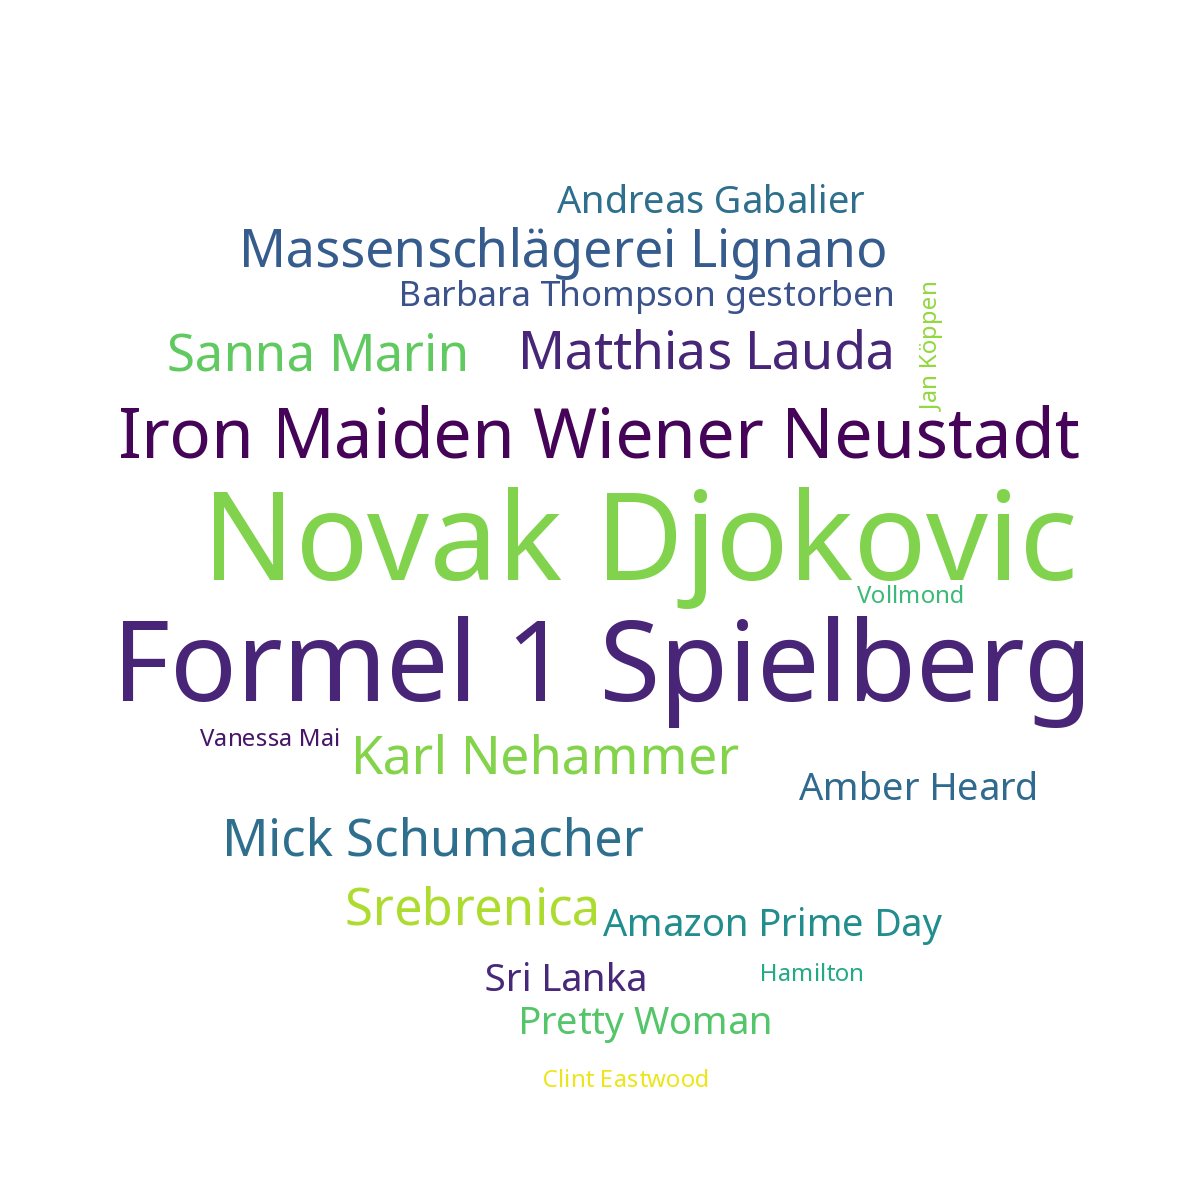 Andreas Gabalier
Massenschlägerei Lignano
Barbara Thompson gestorben
Jan Köppen
Sanna Marin
Matthias Lauda
Iron Maiden Wiener Neustadt
Novak Djokovic
Vollmond
Formel 1 Spielberg
Vanessa Mai
Karl Nehammer
Amber Heard
Mick Schumacher
Srebrenica
Amazon Prime Day
Sri Lanka
Hamilton
Pretty Woman
Clint Eastwood